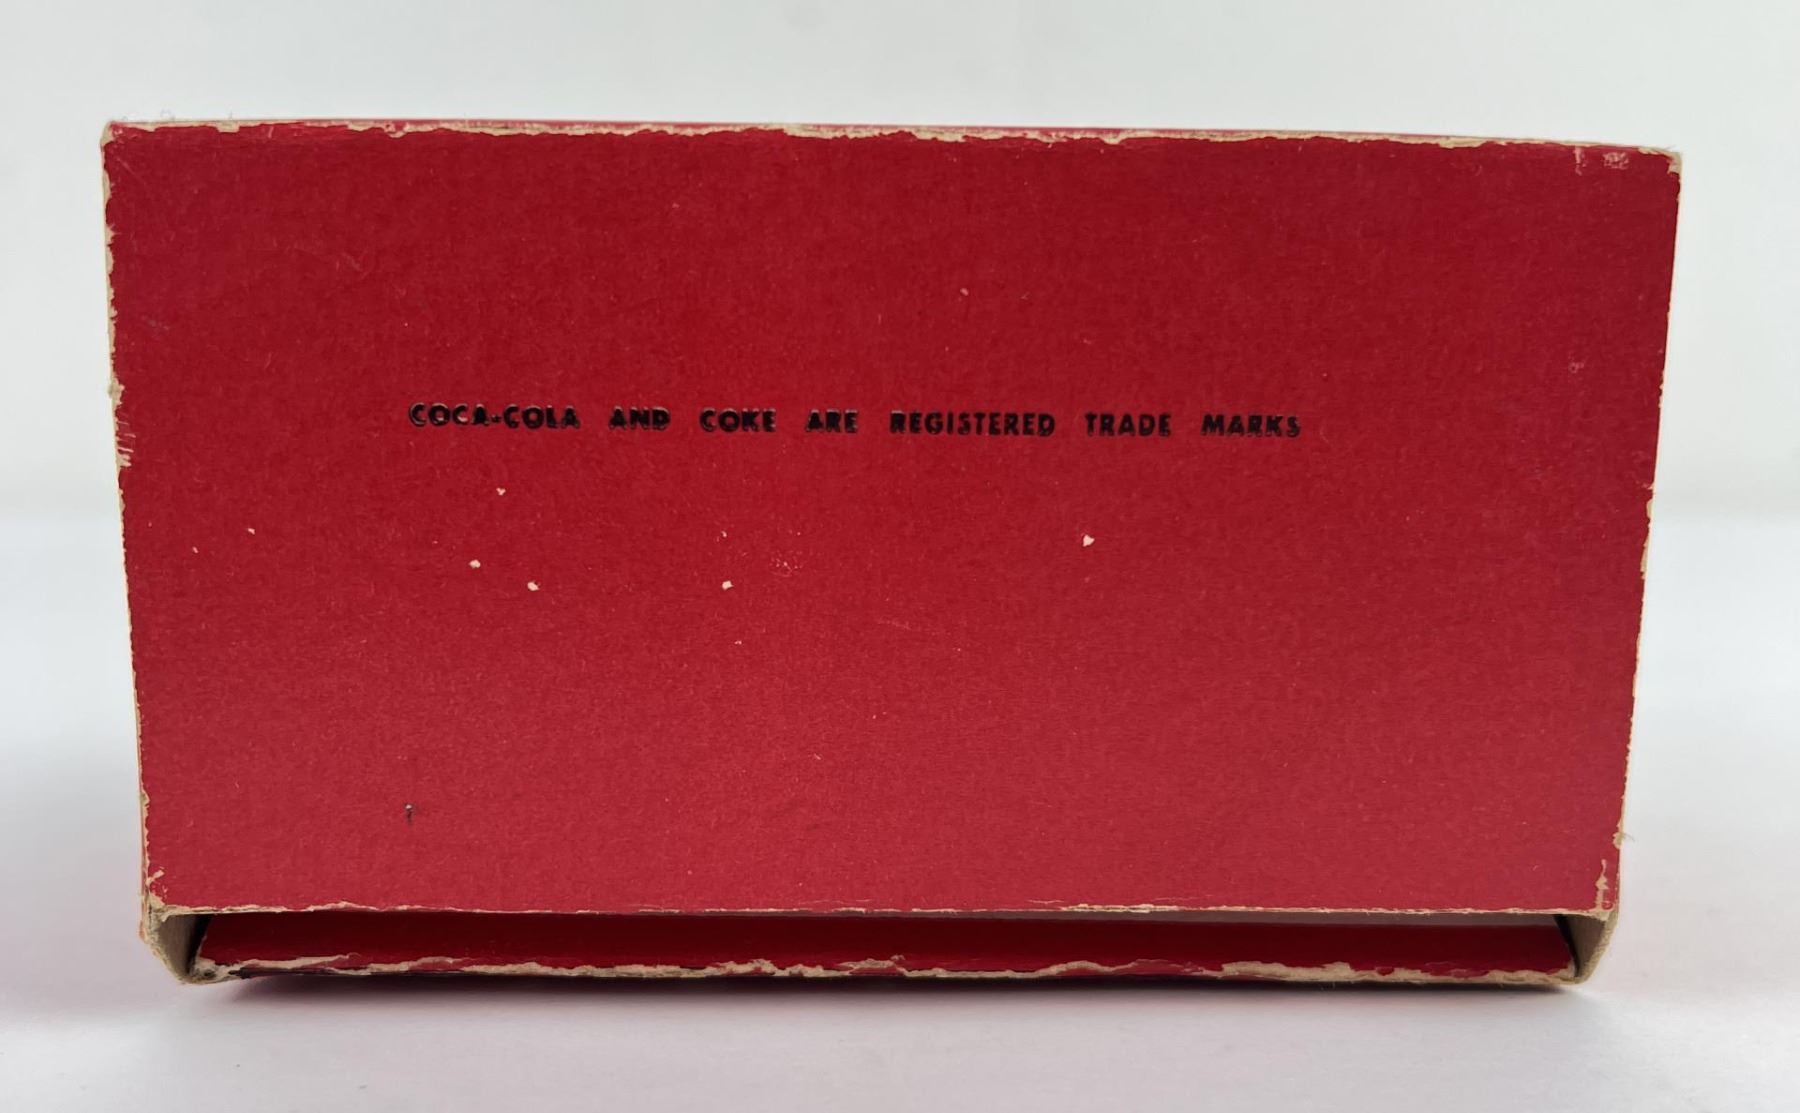 COCA-COLA AND COKE ARE REGISTERED TRADE MARKS